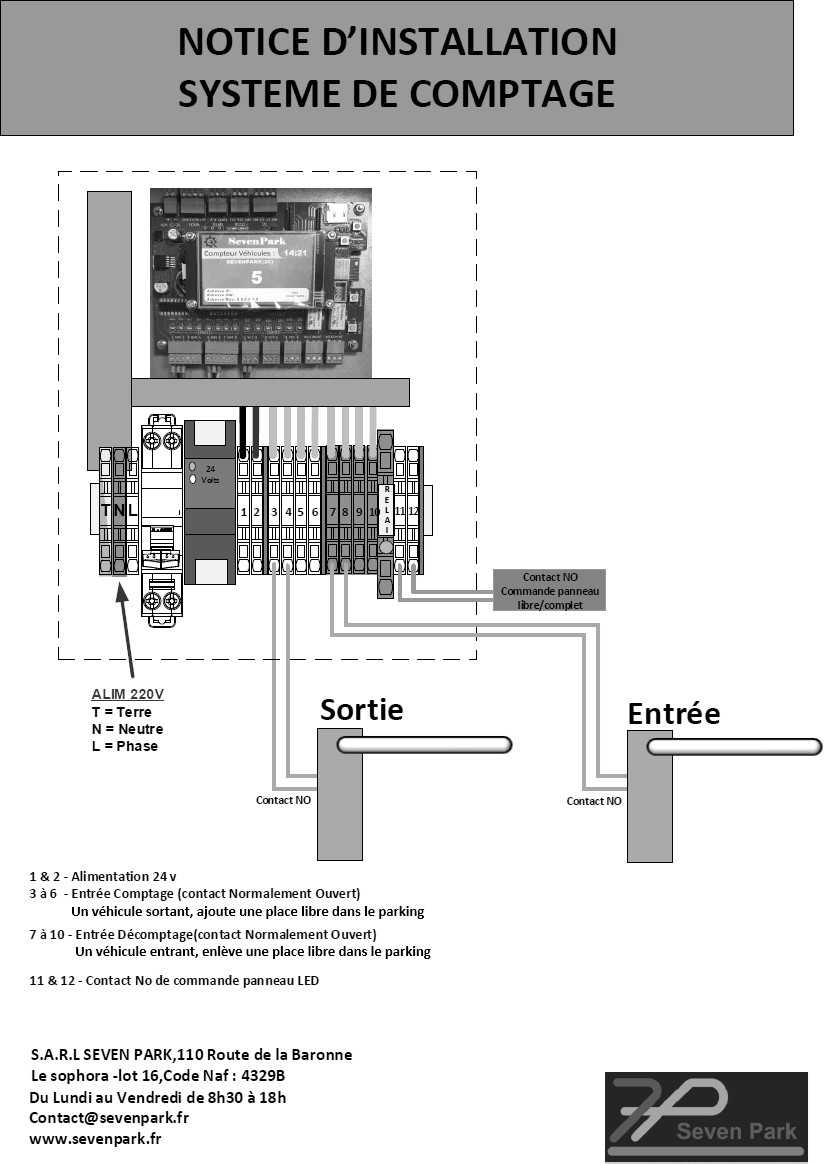 NOTICE D'INSTALLATION
SYSTEME DE COMPTAGE
SevenPark
Compteur Véhicules : 14:21
SEVENPARK(20)
5
24
Volts
T N L
1 2 3 4 5 6 7 8 9 10
RELAI
11 12
Contact NO
Commande panneau
libre/complet
ALIM 220V
T = Terre
N = Neutre
L = Phase
Sortie
Entrée
Contact NO
Contact NO
1 & 2 - Alimentation 24 v
3 à 6 - Entrée Comptage (contact Normalement Ouvert)
Un véhicule sortant, ajoute une place libre dans le parking
7 à 10 - Entrée Décomptage(contact Normalement Ouvert)
Un véhicule entrant, enlève une place libre dans le parking
11 & 12 - Contact No de commande panneau LED
S.A.R.L SEVEN PARK,110 Route de la Baronne
Le sophora -lot 16,Code Naf : 4329B
Du Lundi au Vendredi de 8h30 à 18h
Contact@sevenpark.fr
www.sevenpark.fr
7P
Seven Park